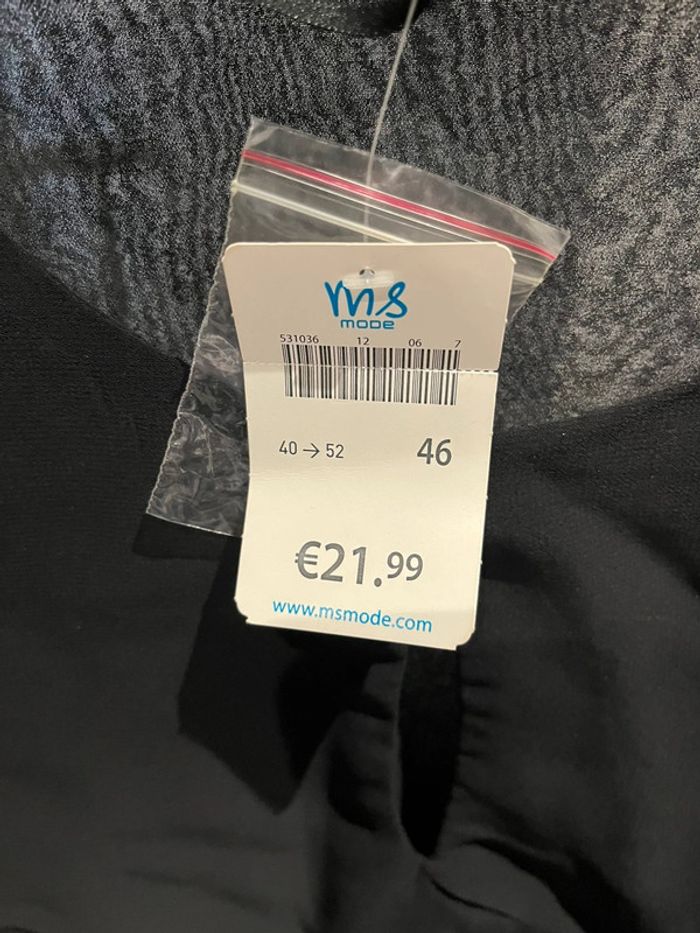 ms
mode
531036 12 06 7
40 → 52 46
€21.99
www.msmode.com